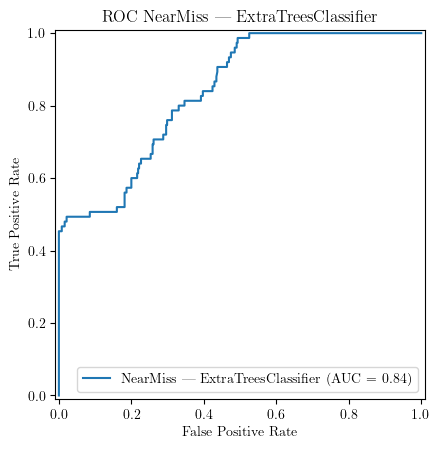 ROC NearMiss — ExtraTreesClassifier
1.0
0.8
0.6
0.4
0.2
0.0
True Positive Rate
NearMiss — ExtraTreesClassifier (AUC = 0.84)
0.0 0.2 0.4 0.6 0.8 1.0
False Positive Rate